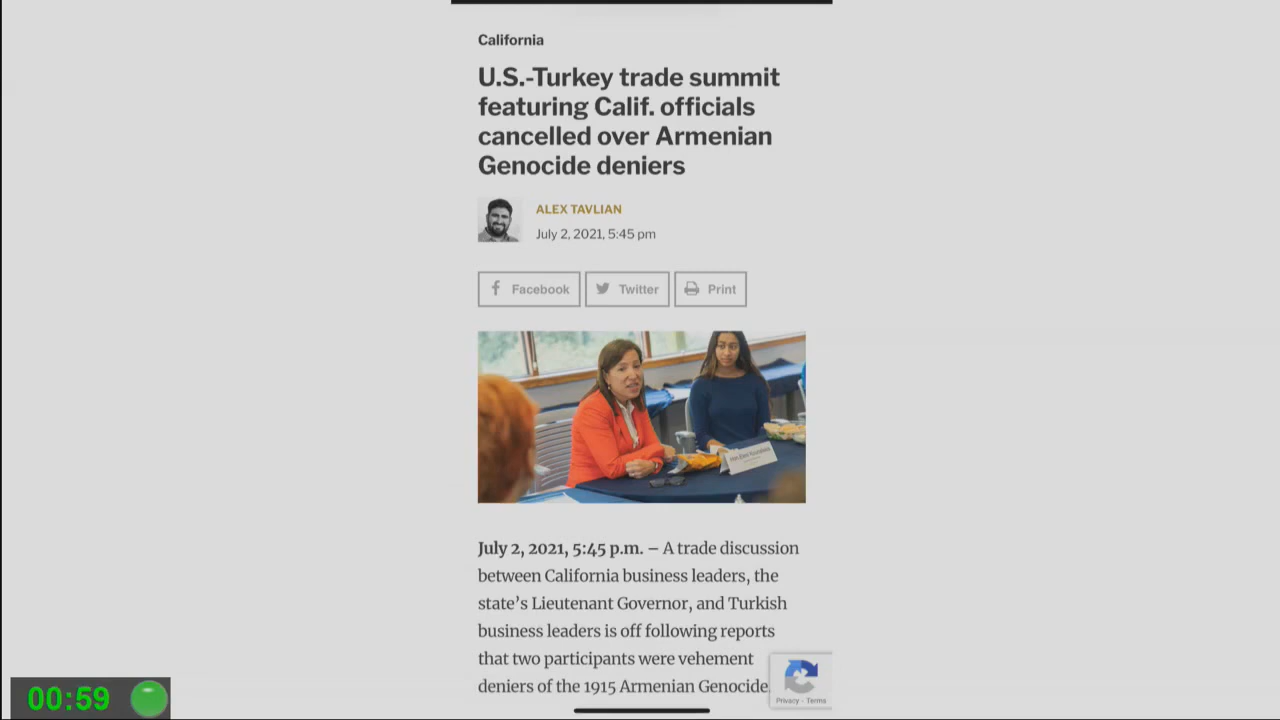 California
U.S.-Turkey trade summit
featuring Calif. officials
cancelled over Armenian
Genocide deniers
ALEX TAVLIAN
July 2, 2021, 5:45 pm
Facebook Twitter Print
July 2, 2021, 5:45 p.m. – A trade discussion
between California business leaders, the
state’s Lieutenant Governor, and Turkish
business leaders is off following reports
that two participants were vehement
deniers of the 1915 Armenian Genocide.
Privacy - Terms
00:59